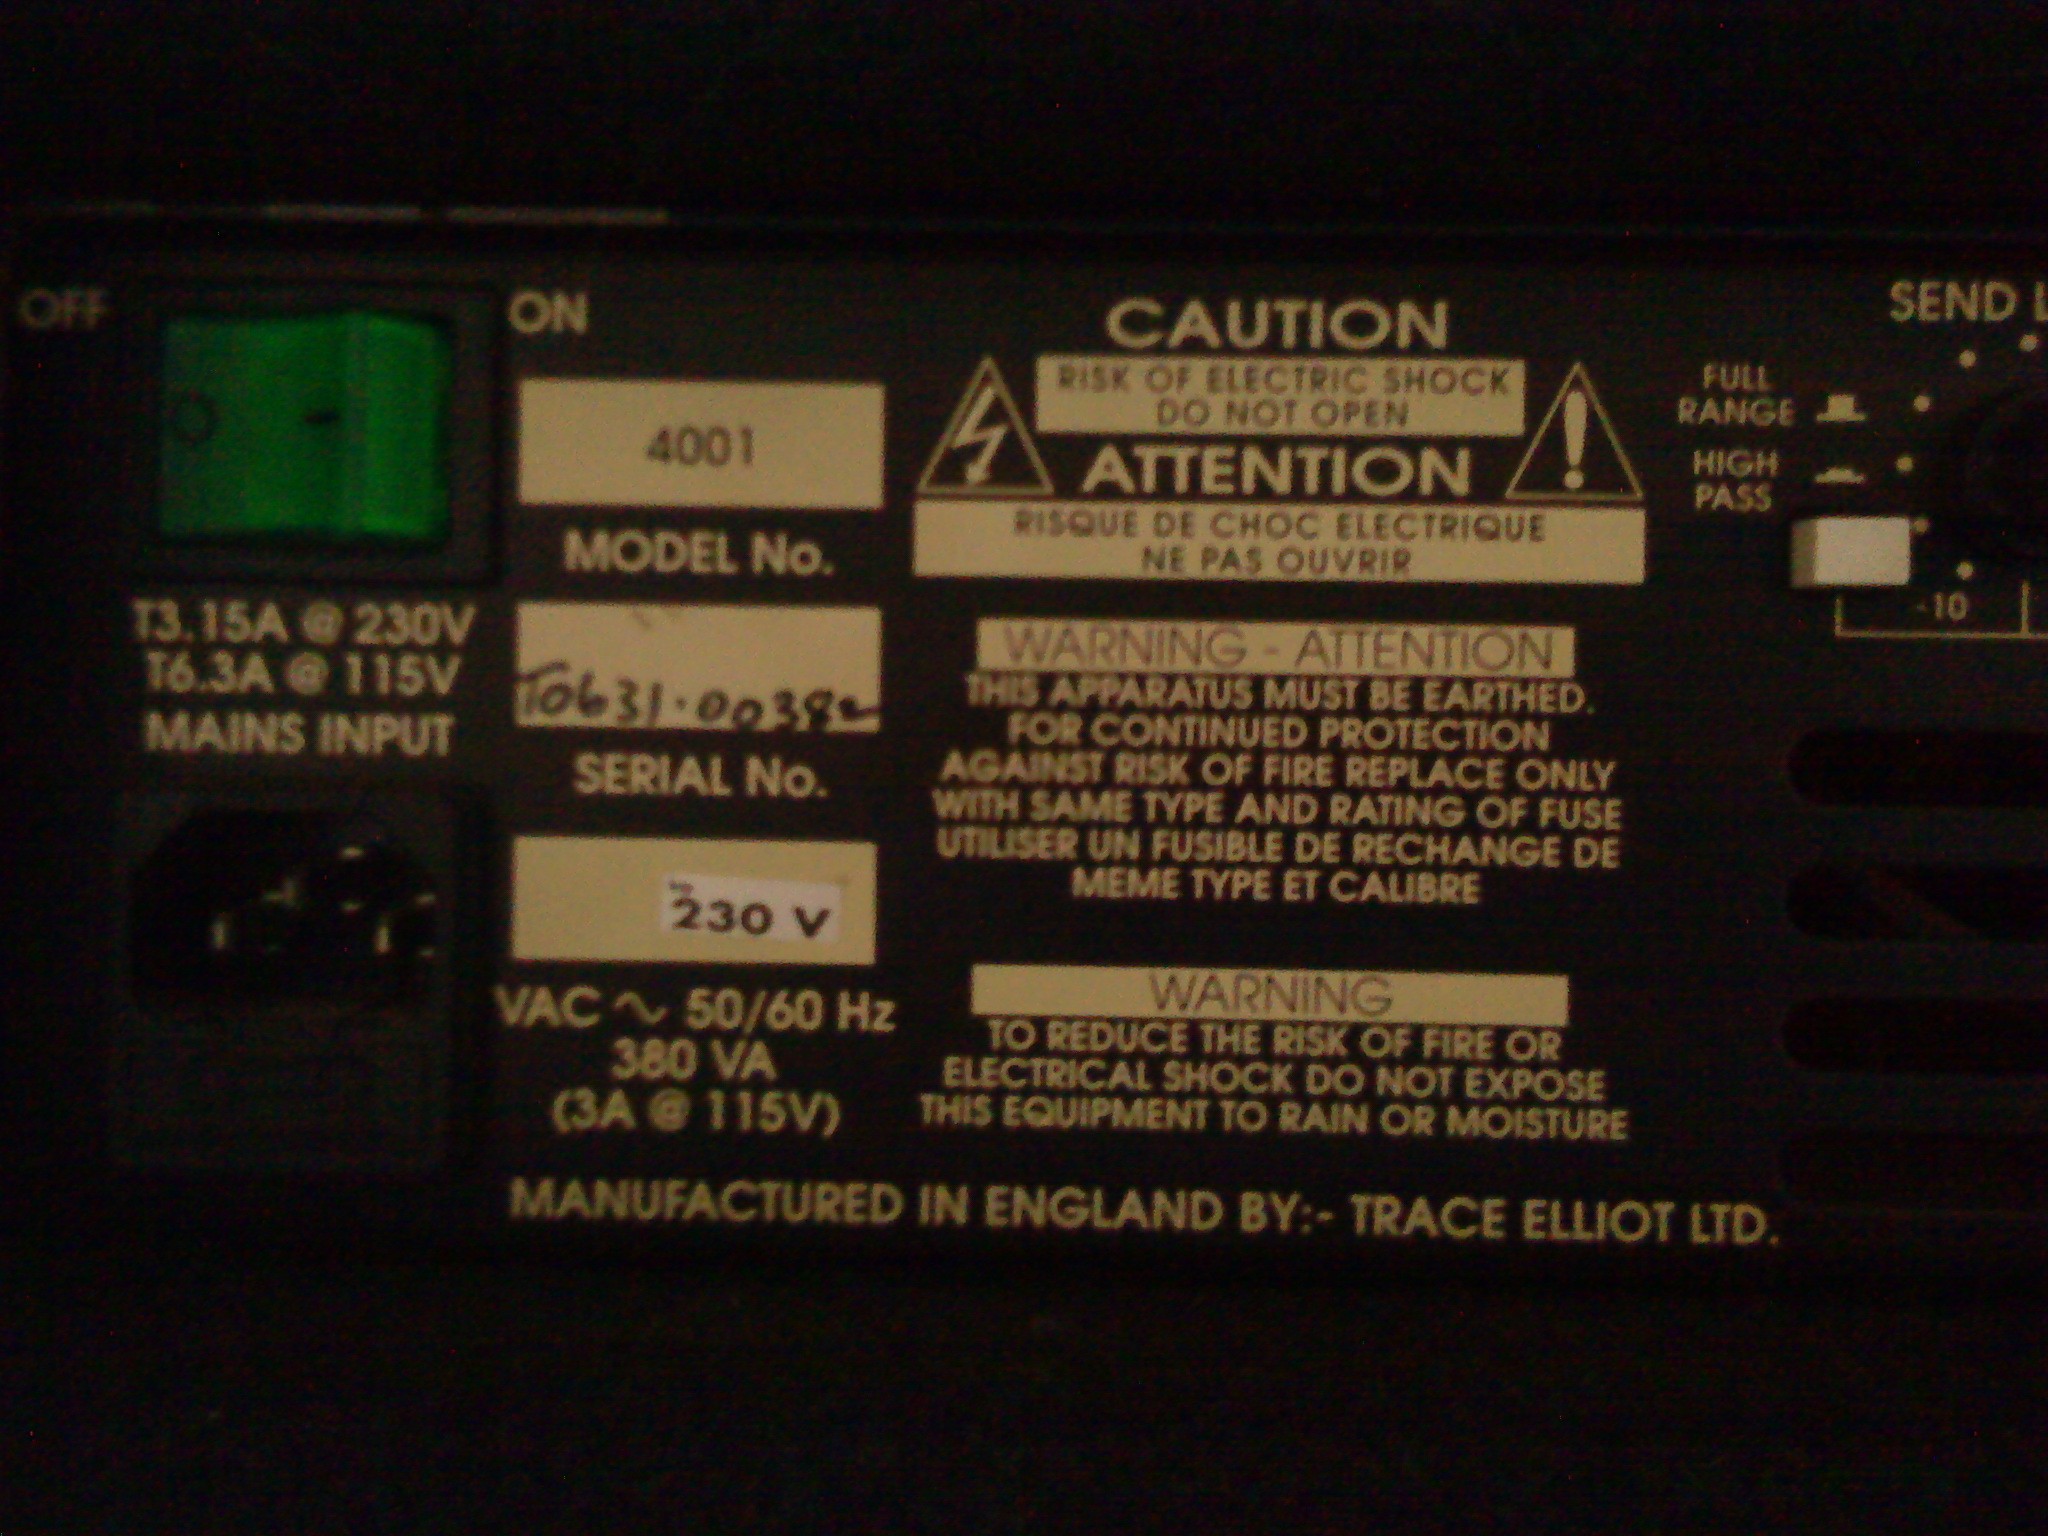 OFF
ON
4001
MODEL No.
T3.15A @ 230V
T6.3A @ 115V
MAINS INPUT
SERIAL No.
230 V
VAC ∿ 50/60 Hz
380 VA
(3A @ 115V)
CAUTION
RISK OF ELECTRIC SHOCK
DO NOT OPEN
ATTENTION
RISQUE DE CHOC ELECTRIQUE
NE PAS OUVRIR
WARNING - ATTENTION
THIS APPARATUS MUST BE EARTHED.
FOR CONTINUED PROTECTION
AGAINST RISK OF FIRE REPLACE ONLY
WITH SAME TYPE AND RATING OF FUSE
UTILISER UN FUSIBLE DE RECHANGE DE
MEME TYPE ET CALIBRE
WARNING
TO REDUCE THE RISK OF FIRE OR
ELECTRICAL SHOCK DO NOT EXPOSE
THIS EQUIPMENT TO RAIN OR MOISTURE
MANUFACTURED IN ENGLAND BY:- TRACE ELLIOT LTD.
SEND L
FULL
RANGE
HIGH
PASS
-10